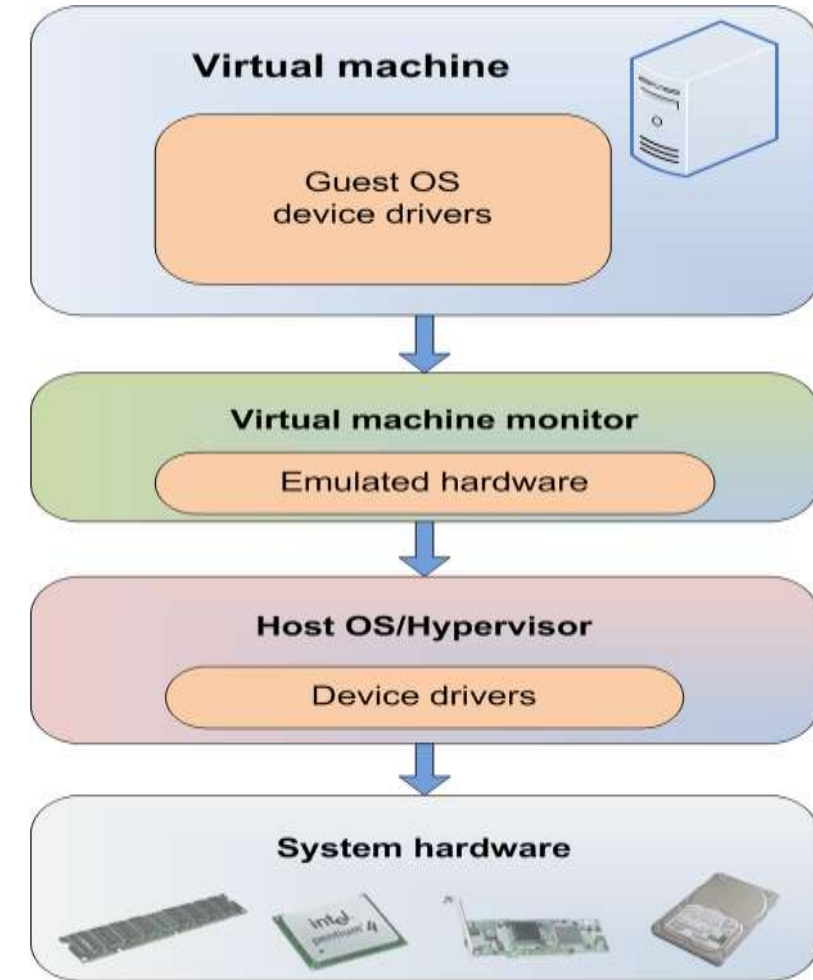 Virtual machine
Guest OS
device drivers
Virtual machine monitor
Emulated hardware
Host OS/Hypervisor
Device drivers
System hardware
intel
pentium 4